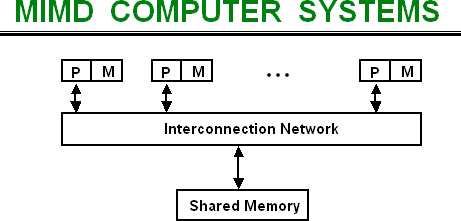 MIMD COMPUTER SYSTEMS
P M P M ... P M
Interconnection Network
Shared Memory